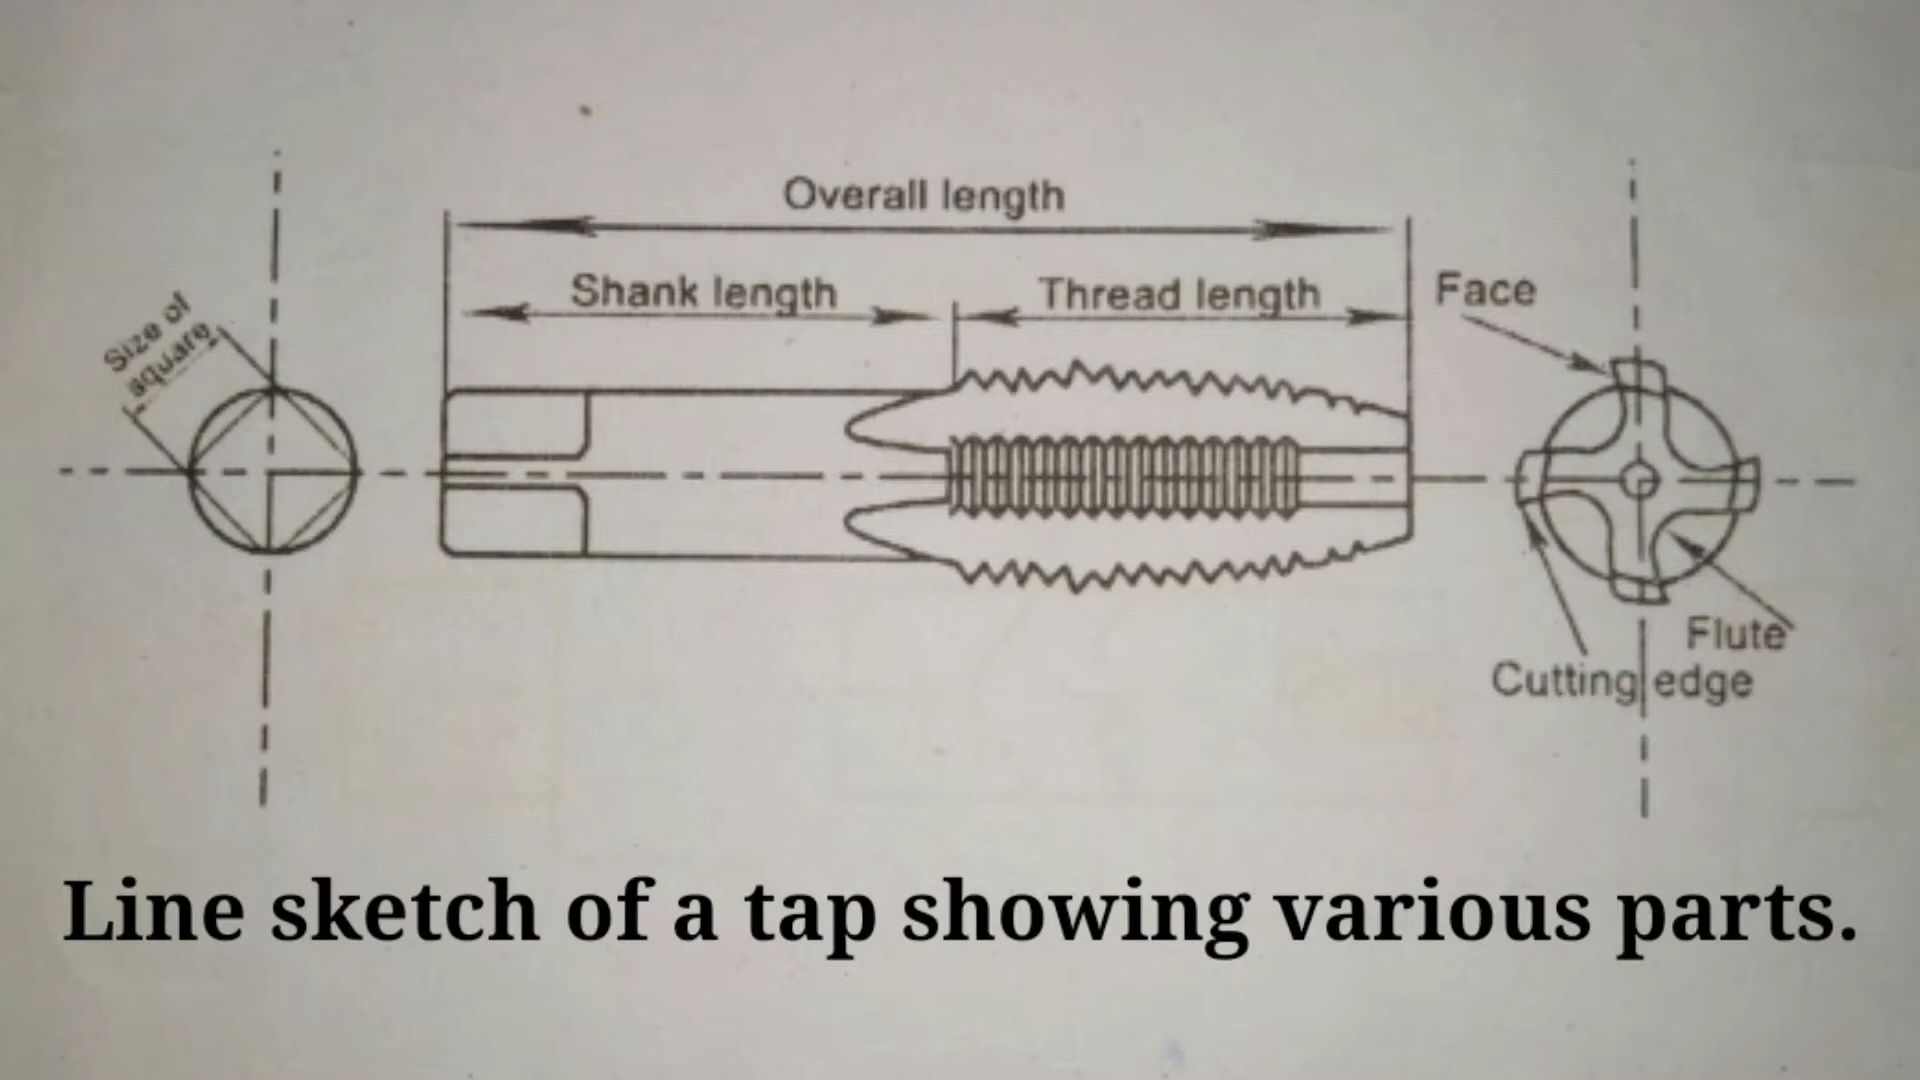 Overall length
Shank length
Thread length
Face
Size of
square
Flute
Cutting edge
Line sketch of a tap showing various parts.